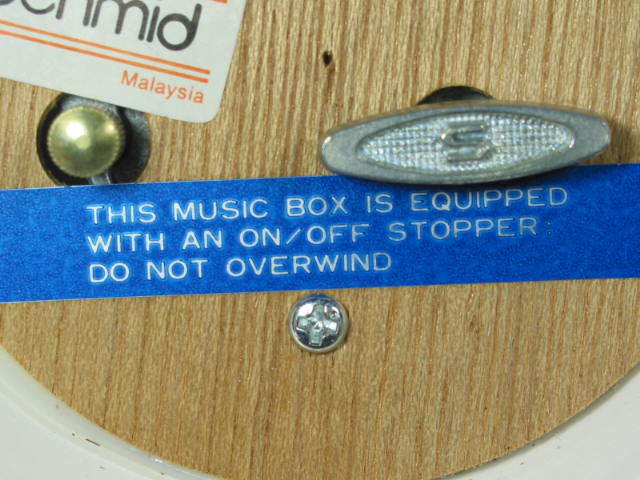 chmid
Malaysia
S
THIS MUSIC BOX IS EQUIPPED
WITH AN ON/OFF STOPPER:
DO NOT OVERWIND